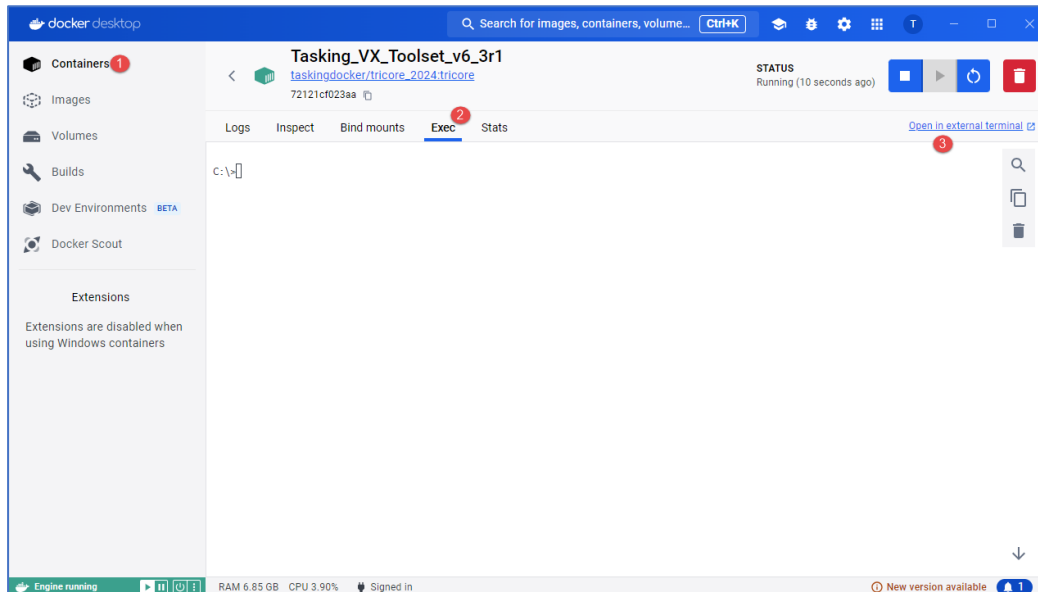 docker desktop
Search for images, containers, volume... Ctrl+K
T
Containers 1
Images
Volumes
Builds
Dev Environments BETA
Docker Scout
Extensions
Extensions are disabled when
using Windows containers
Tasking_VX_Toolset_v6_3r1
taskingdocker/tricore_2024:tricore
72121cf023aa
STATUS
Running (10 seconds ago)
Logs Inspect Bind mounts Exec 2 Stats
Open in external terminal
3
C:\>
Engine running
RAM 6.85 GB CPU 3.90% Signed in
New version available 1